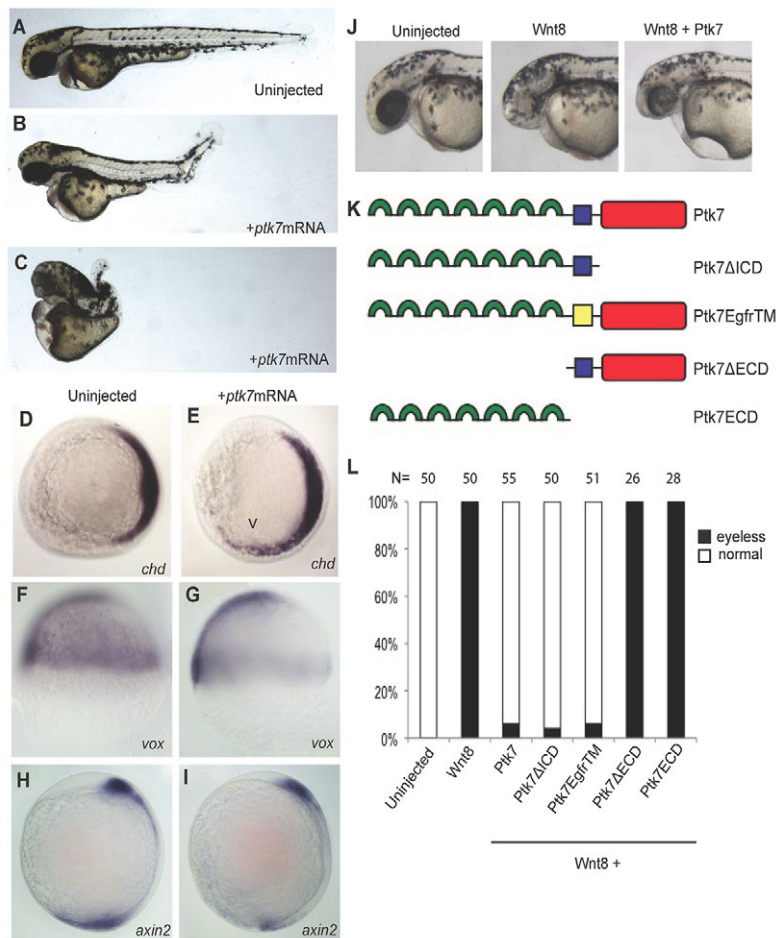 A
Uninjected
B
+ptk7mRNA
C
+ptk7mRNA
Uninjected
+ptk7mRNA
D
chd
E
V
chd
F
vox
G
vox
H
axin2
I
axin2
J
Uninjected
Wnt8
Wnt8 + Ptk7
K
Ptk7
Ptk7ΔICD
Ptk7EgfrTM
Ptk7ΔECD
Ptk7ECD
L
N= 50 50 55 50 51 26 28
100%
80%
60%
40%
20%
0%
eyeless
normal
Uninjected
Wnt8
Ptk7
Ptk7ΔICD
Ptk7EgfrTM
Ptk7ΔECD
Ptk7ECD
Wnt8 +